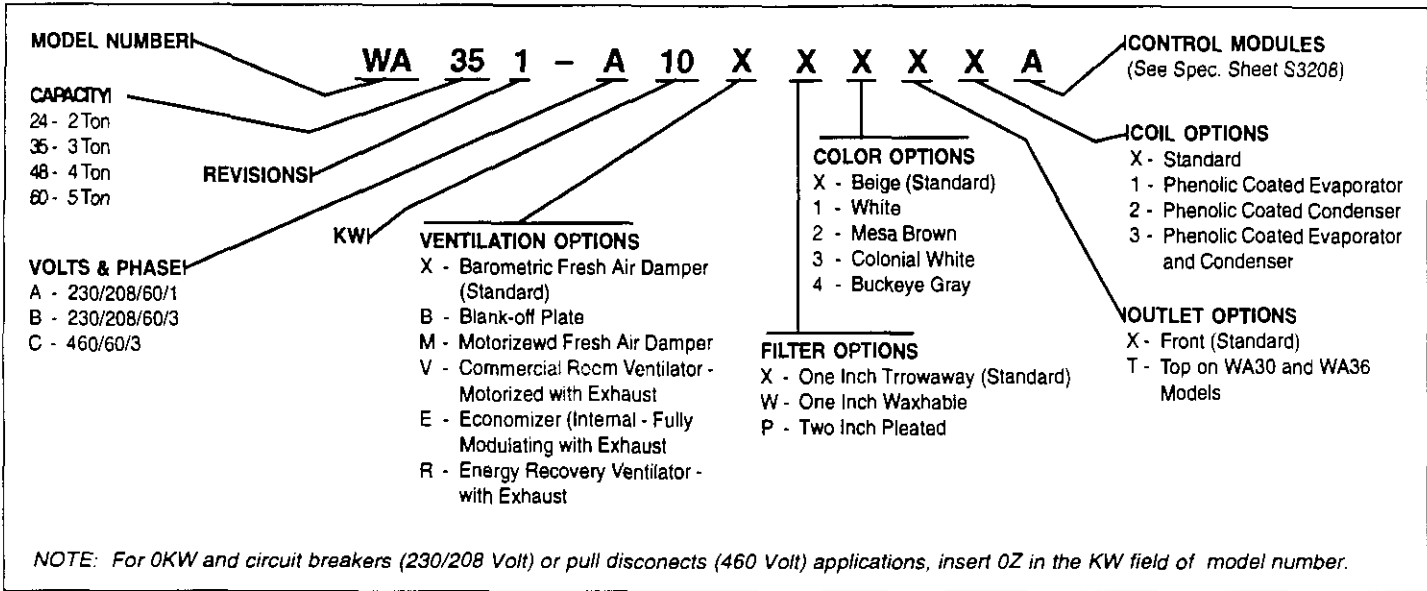 MODEL NUMBER
WA 35 1 – A 10 X X X X X A
CONTROL MODULES
(See Spec. Sheet S3208)
CAPACITY
24 - 2 Ton
35 - 3 Ton
48 - 4 Ton
60 - 5 Ton
REVISIONS
VOLTS & PHASE
A - 230/208/60/1
B - 230/208/60/3
C - 460/60/3
KW
VENTILATION OPTIONS
X - Barometric Fresh Air Damper
(Standard)
B - Blank-off Plate
M - Motorizewd Fresh Air Damper
V - Commercial Room Ventilator -
Motorized with Exhaust
E - Economizer (Internal - Fully
Modulating with Exhaust
R - Energy Recovery Ventilator -
with Exhaust
COLOR OPTIONS
X - Beige (Standard)
1 - White
2 - Mesa Brown
3 - Colonial White
4 - Buckeye Gray
FILTER OPTIONS
X - One Inch Trrowaway (Standard)
W - One Inch Waxhable
P - Two Inch Pleated
COIL OPTIONS
X - Standard
1 - Phenolic Coated Evaporator
2 - Phenolic Coated Condenser
3 - Phenolic Coated Evaporator
and Condenser
OUTLET OPTIONS
X - Front (Standard)
T - Top on WA30 and WA36
Models
NOTE: For 0KW and circuit breakers (230/208 Volt) or pull disconects (460 Volt) applications, insert 0Z in the KW field of model number.